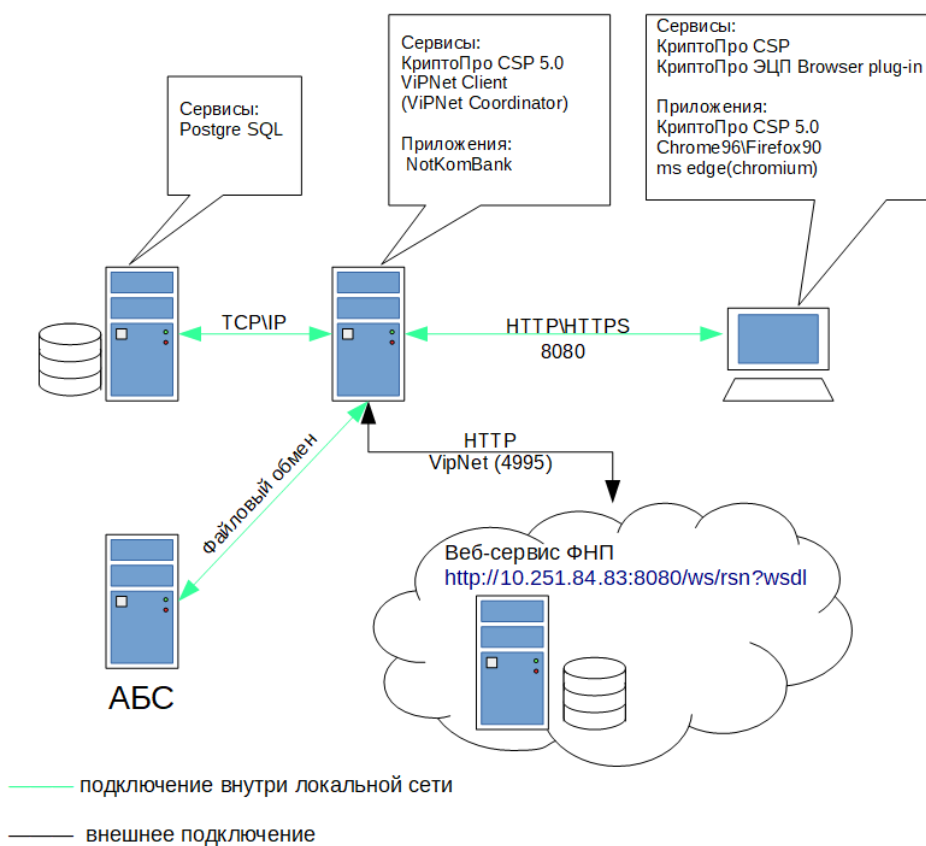 Сервисы:
Postgre SQL
Сервисы:
КриптоПро CSP 5.0
ViPNet Client
(ViPNet Coordinator)
Приложения:
NotKomBank
Сервисы:
КриптоПро CSP
КриптоПро ЭЦП Browser plug-in
Приложения:
КриптоПро CSP 5.0
Chrome96\Firefox90
ms edge(chromium)
TCP\IP
HTTP\HTTPS
8080
Файловый обмен
HTTP
VipNet (4995)
Веб-сервис ФНП
http://10.251.84.83:8080/ws/rsn?wsdl
АБС
подключение внутри локальной сети
внешнее подключение